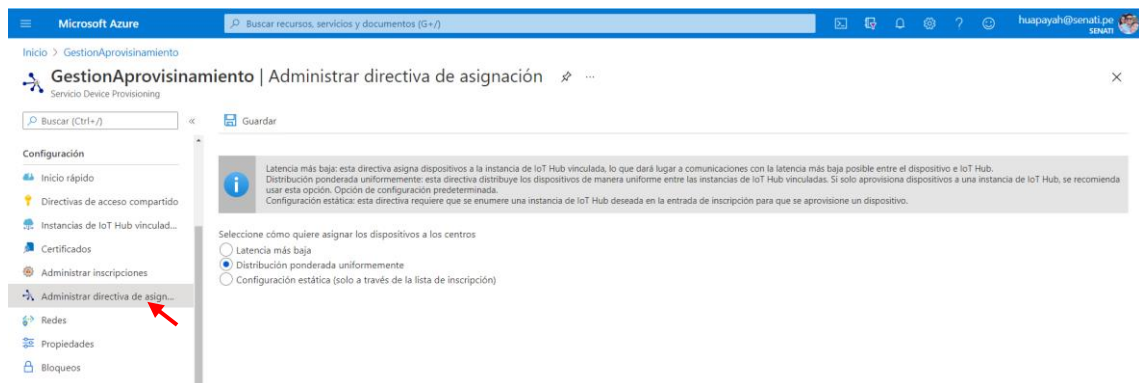 Microsoft Azure
Buscar recursos, servicios y documentos (G+/)
huapayah@senati.pe
SENATI
Inicio > GestionAprovisinamiento
GestionAprovisinamiento | Administrar directiva de asignación
Servicio Device Provisioning
Buscar (Ctrl+/)
Guardar
Configuración
Inicio rápido
Directivas de acceso compartido
Instancias de IoT Hub vinculad...
Certificados
Administrar inscripciones
Administrar directiva de asign...
Redes
Propiedades
Bloqueos
Latencia más baja: esta directiva asigna dispositivos a la instancia de IoT Hub vinculada, lo que dará lugar a comunicaciones con la latencia más baja posible entre el dispositivo e IoT Hub.
Distribución ponderada uniformemente: esta directiva distribuye los dispositivos de manera uniforme entre las instancias de IoT Hub vinculadas. Si solo aprovisiona dispositivos a una instancia de IoT Hub, se recomienda
usar esta opción. Opción de configuración predeterminada.
Configuración estática: esta directiva requiere que se enumere una instancia de IoT Hub deseada en la entrada de inscripción para que se aprovisione un dispositivo.
Seleccione cómo quiere asignar los dispositivos a los centros
Latencia más baja
Distribución ponderada uniformemente
Configuración estática (solo a través de la lista de inscripción)